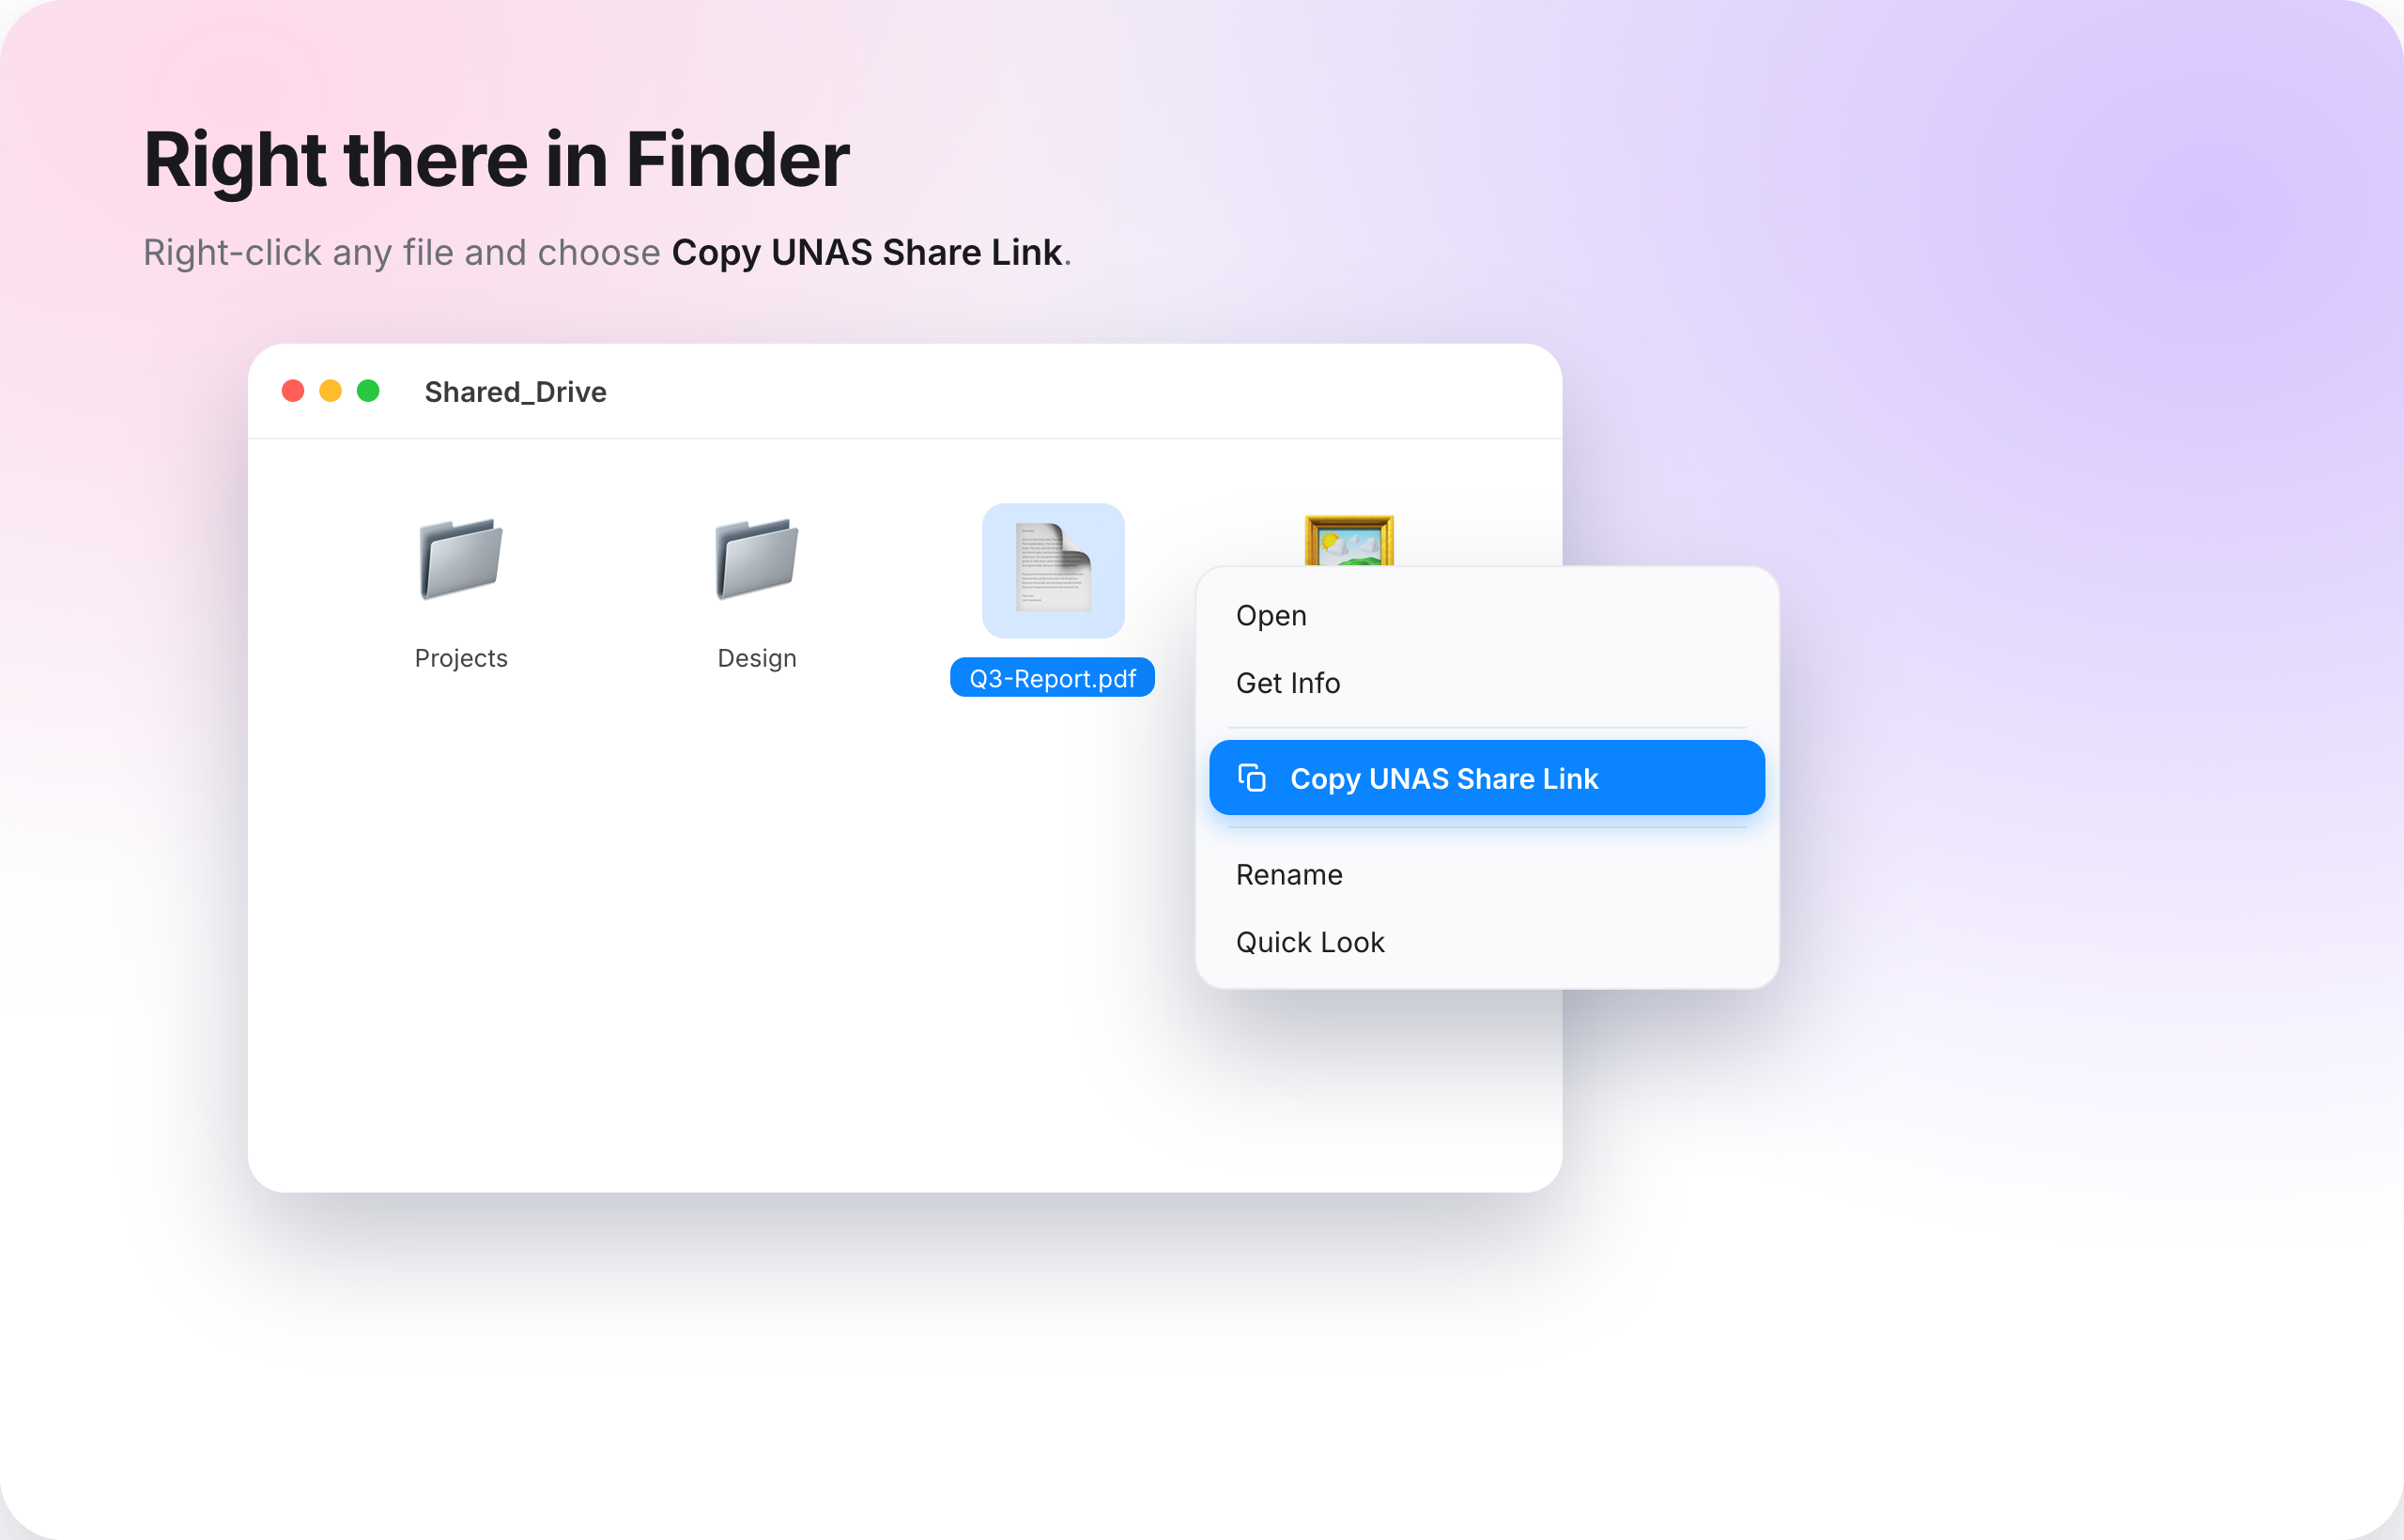 Right there in Finder
Right-click any file and choose Copy UNAS Share Link.
Shared_Drive
Projects
Design
Q3-Report.pdf
Open
Get Info
Copy UNAS Share Link
Rename
Quick Look